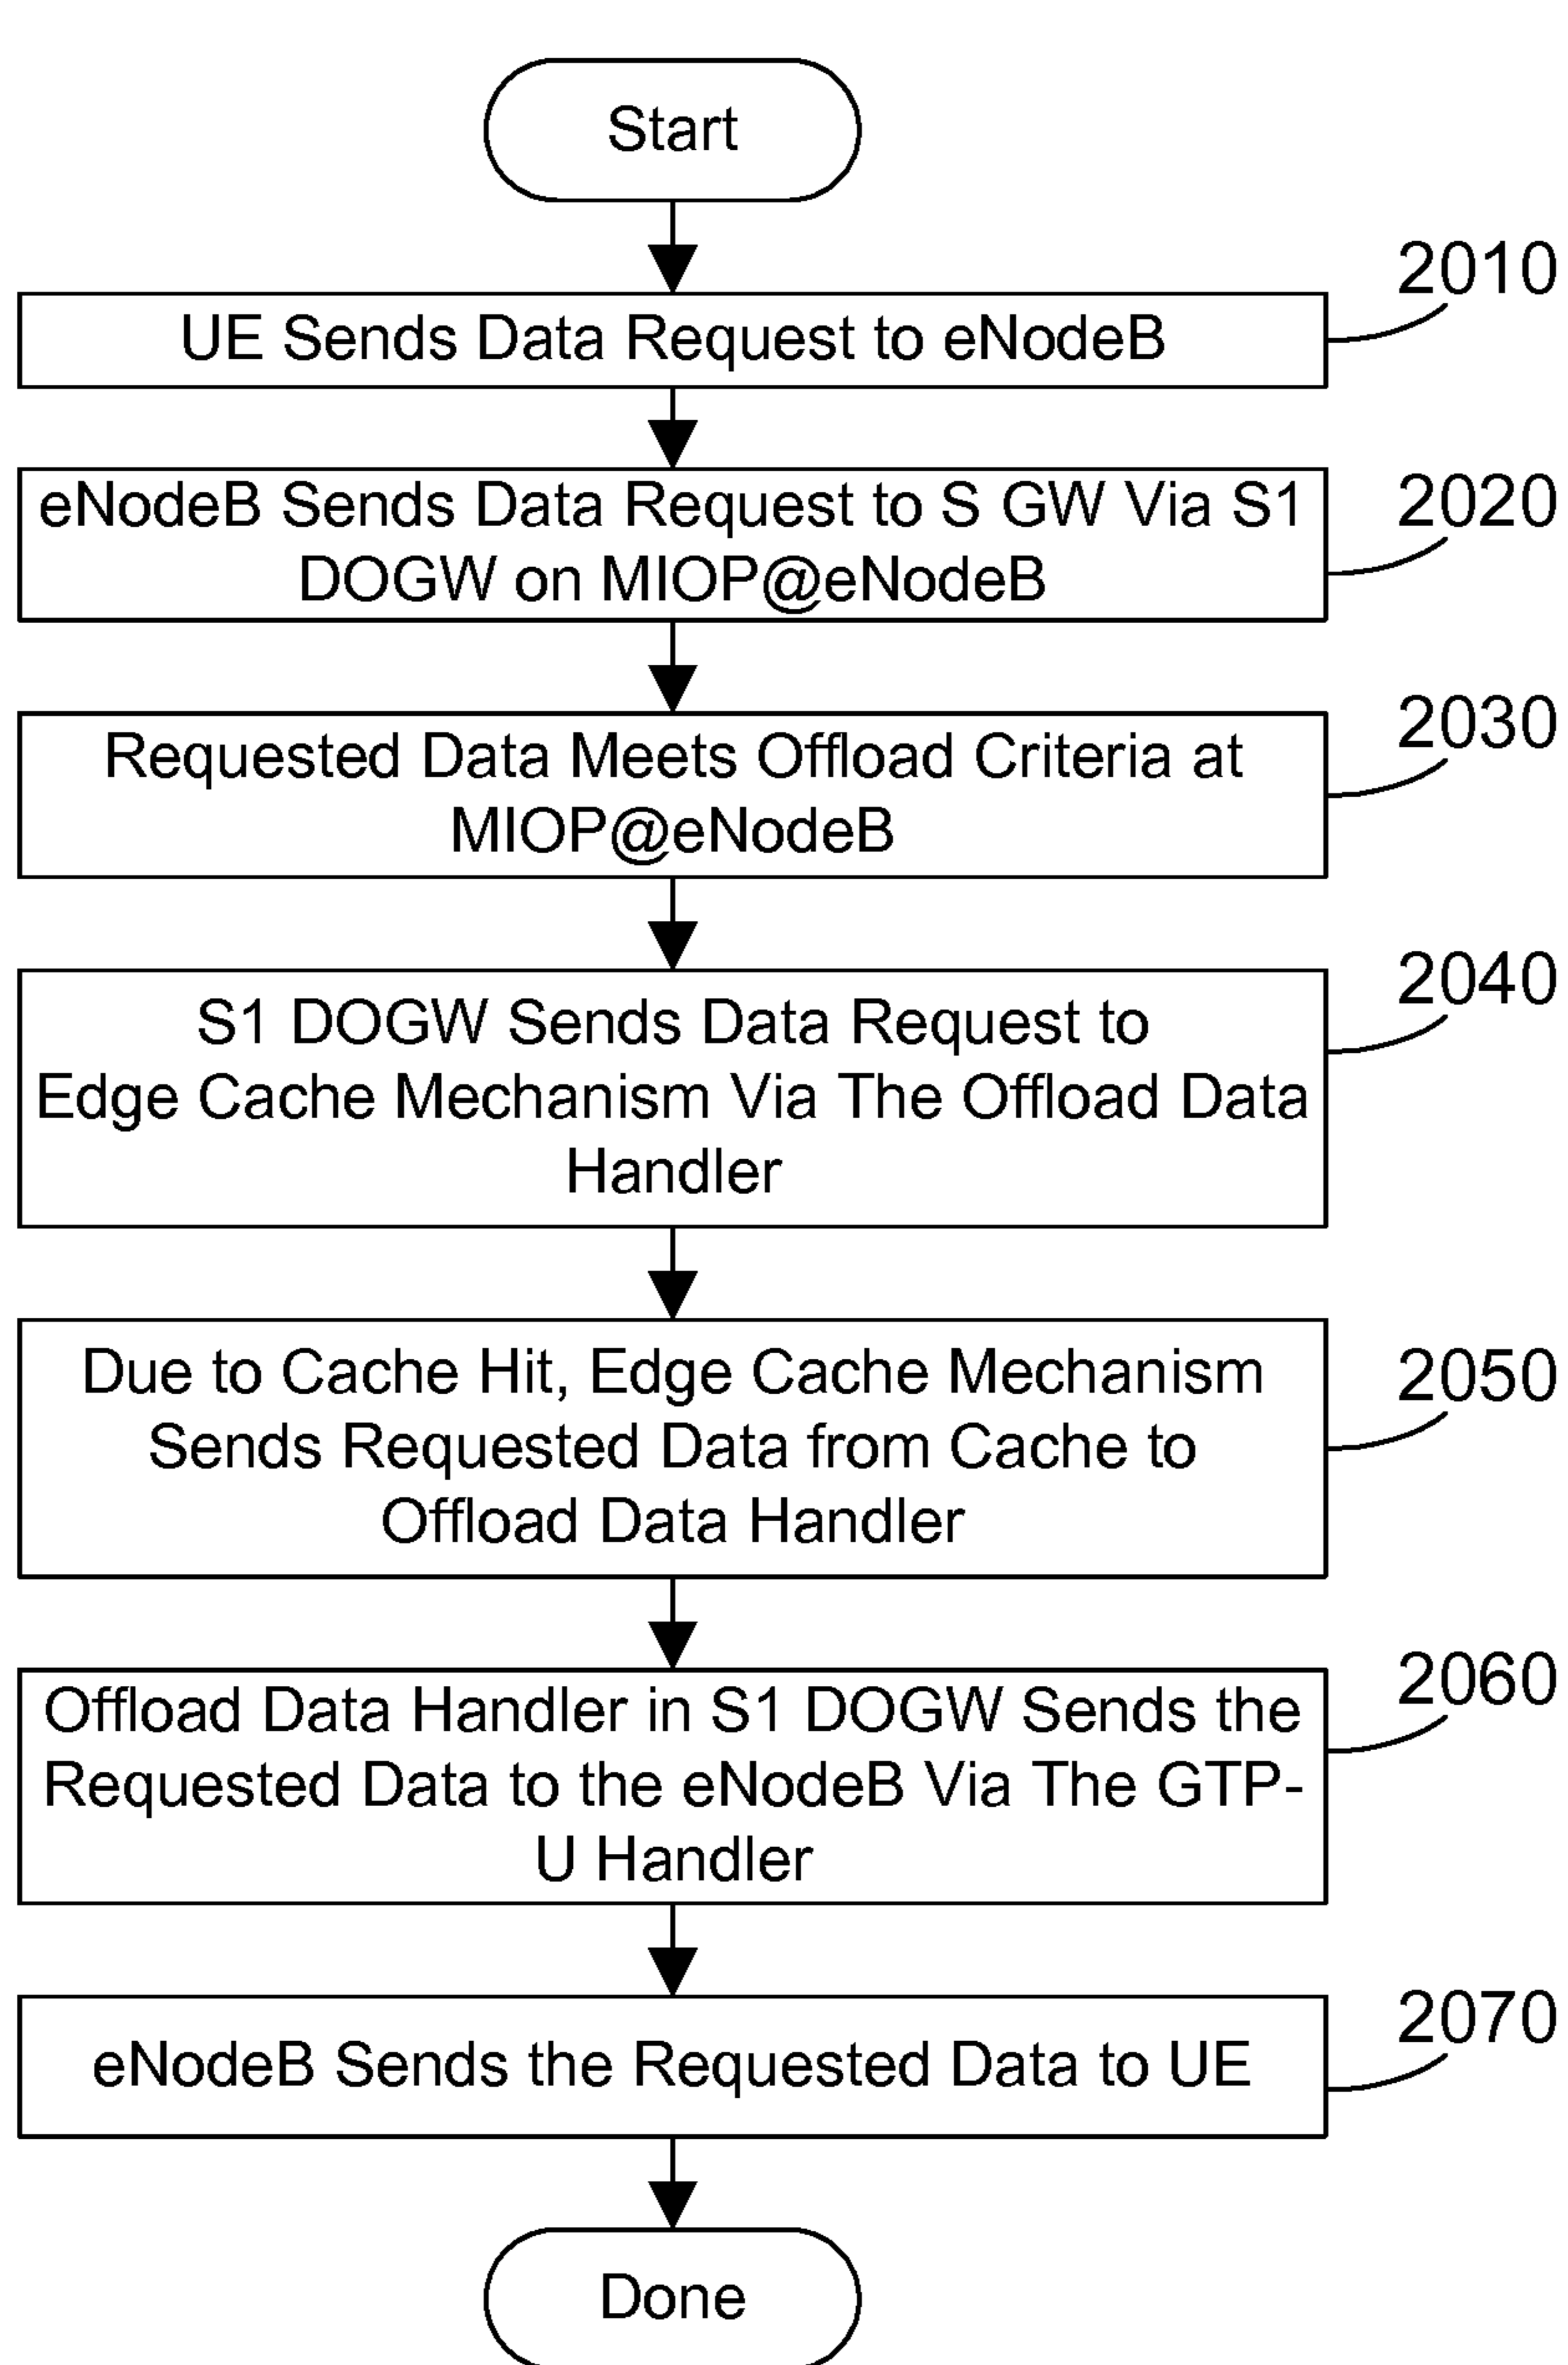 Start
2010
UE Sends Data Request to eNodeB
2020
eNodeB Sends Data Request to S GW Via S1
DOGW on MIOP@eNodeB
2030
Requested Data Meets Offload Criteria at
MIOP@eNodeB
2040
S1 DOGW Sends Data Request to
Edge Cache Mechanism Via The Offload Data
Handler
2050
Due to Cache Hit, Edge Cache Mechanism
Sends Requested Data from Cache to
Offload Data Handler
2060
Offload Data Handler in S1 DOGW Sends the
Requested Data to the eNodeB Via The GTP-
U Handler
2070
eNodeB Sends the Requested Data to UE
Done